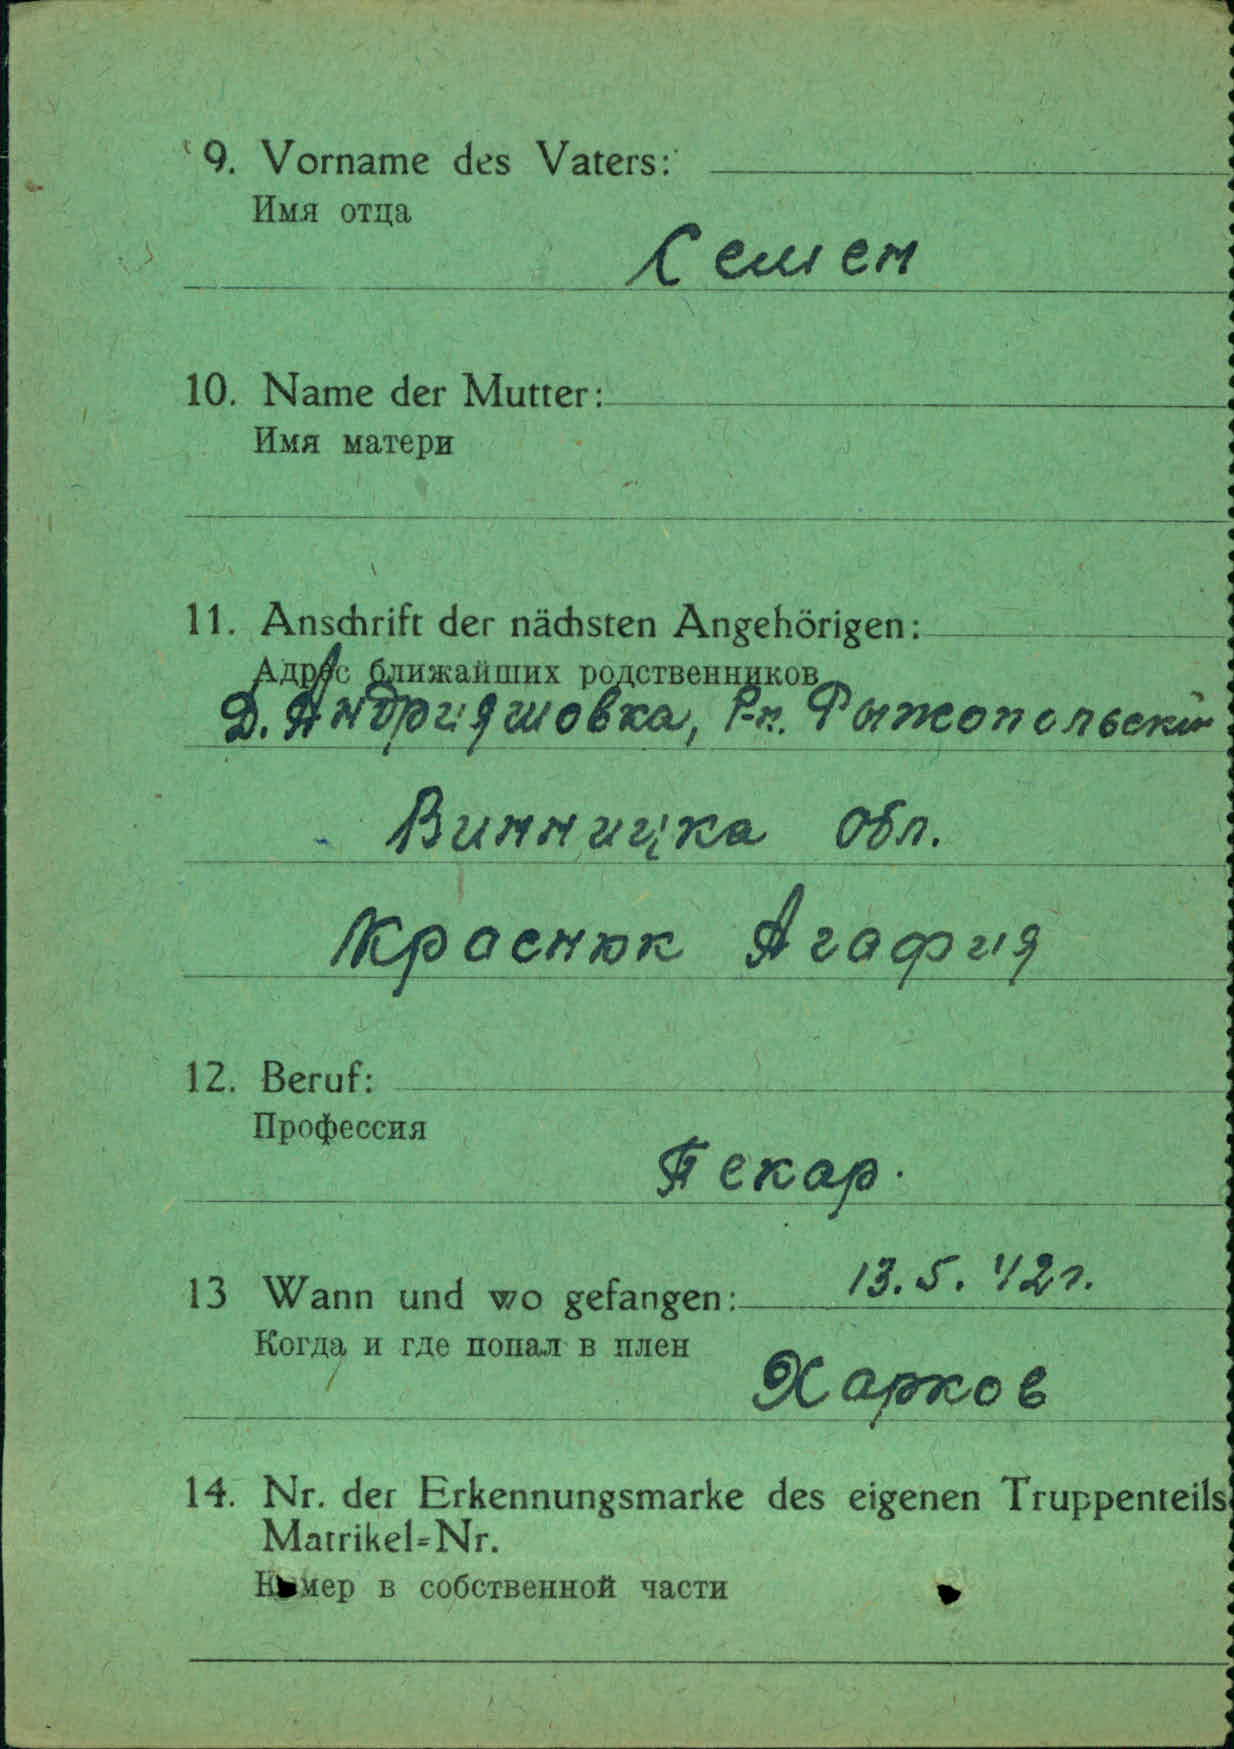 9. Vorname des Vaters:
Имя отца
Семен
10. Name der Mutter:
Имя матери
11. Anschrift der nächsten Angehörigen:
Адрес ближайших родственников
Д. Андрияшовка, Р-н.
Винницка обл.
Краснюк Агафия
12. Beruf:
Профессия
Пекар.
13 Wann und wo gefangen: 13.5.42г.
Когда и где попал в плен
Харков
14. Nr. der Erkennungsmarke des eigenen Truppenteils
Matrikel=Nr.
Номер в собственной части